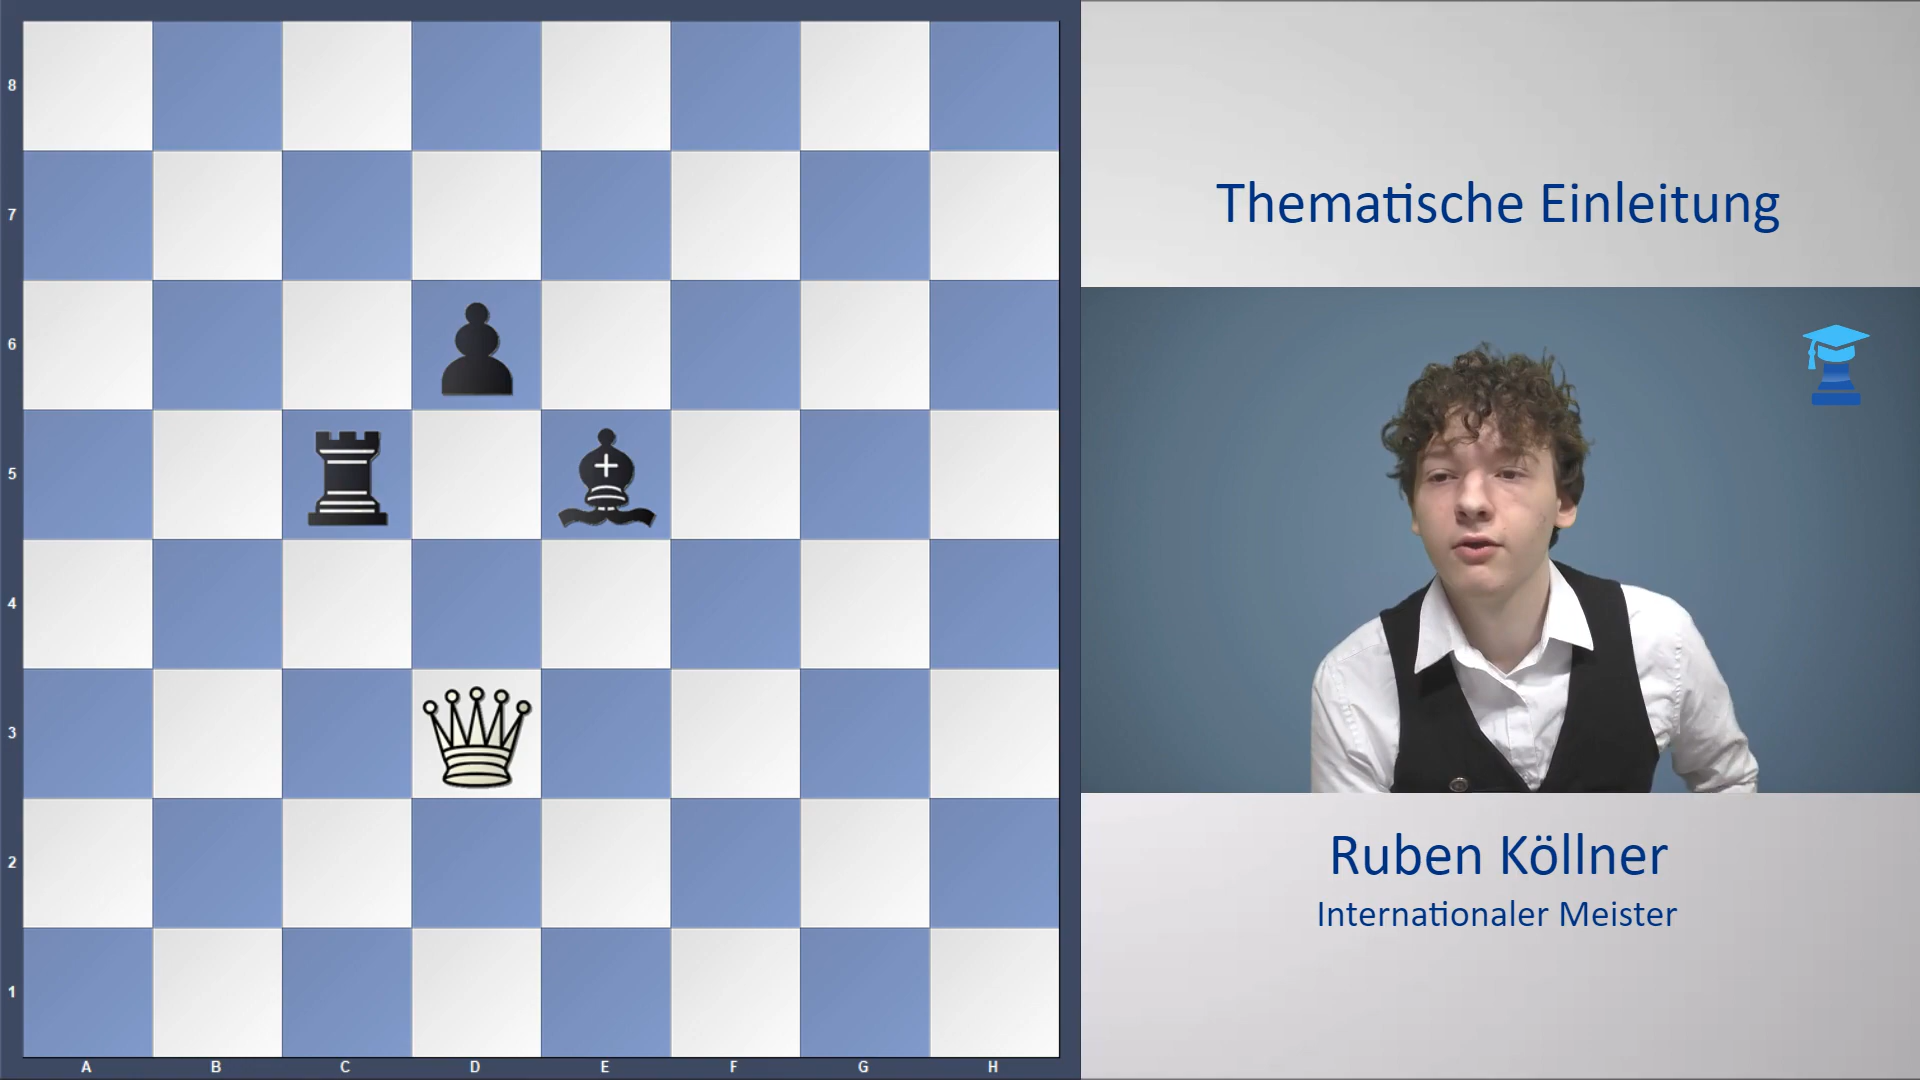 8
7
6
5
4
3
2
1
A B C D E F G H
Thematische Einleitung
Ruben Köllner
Internationaler Meister